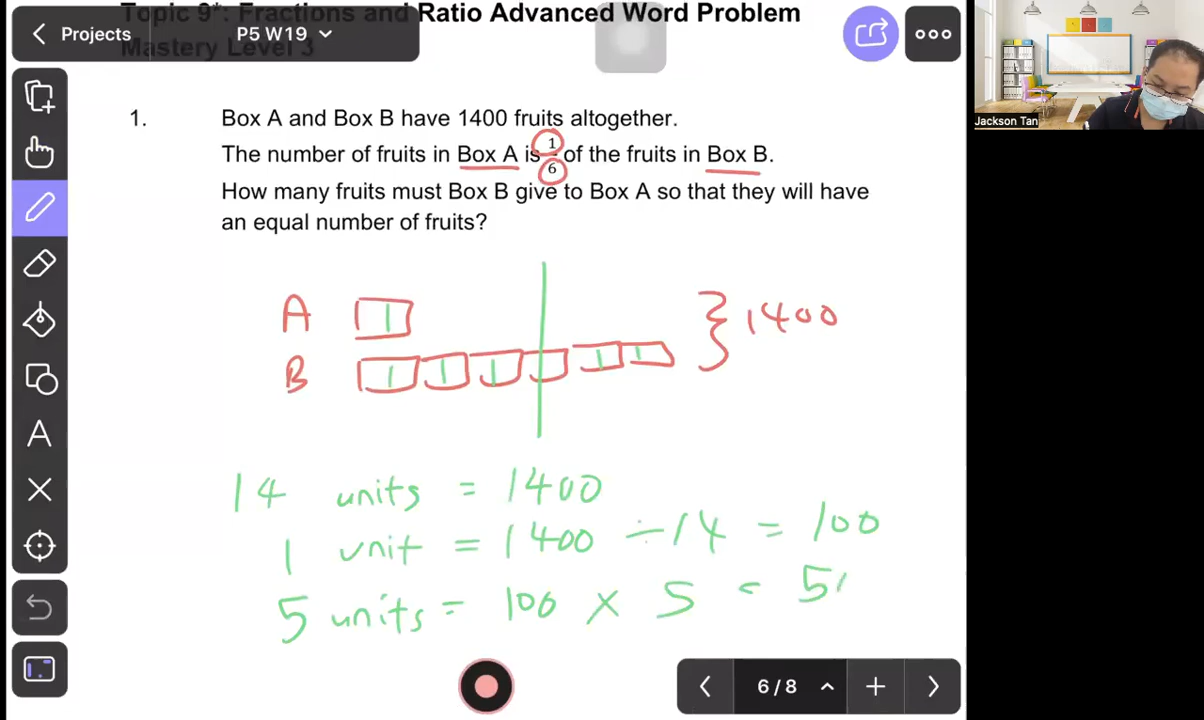 Topic 9*: Fractions and Ratio Advanced Word Problem
Mastery Level 3
Projects
P5 W19
Jackson Tan
1. Box A and Box B have 1400 fruits altogether.
The number of fruits in Box A is 1/6 of the fruits in Box B.
How many fruits must Box B give to Box A so that they will have
an equal number of fruits?
A
B
1400
14 units = 1400
1 unit = 1400 ÷ 14 = 100
5 units = 100 × 5 =
6 / 8